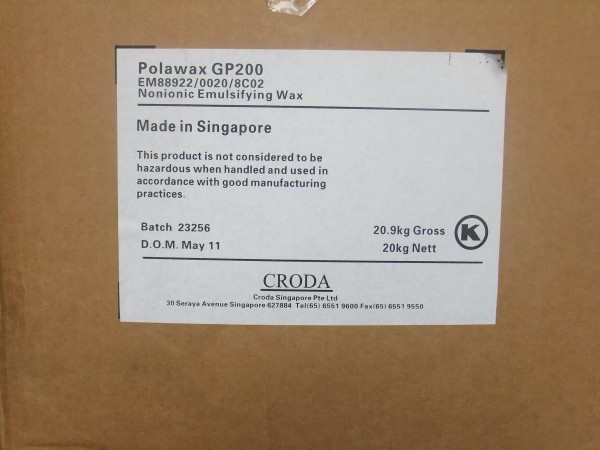 Polawax GP200
EM88922/0020/8C02
Nonionic Emulsifying Wax
Made in Singapore
This product is not considered to be
hazardous when handled and used in
accordance with good manufacturing
practices.
Batch 23256
20.9kg Gross
K
D.O.M. May 11
20kg Nett
CRODA
Croda Singapore Pte Ltd
30 Seraya Avenue Singapore 627884 Tel(65) 6551 9600 Fax(65) 6551 9550